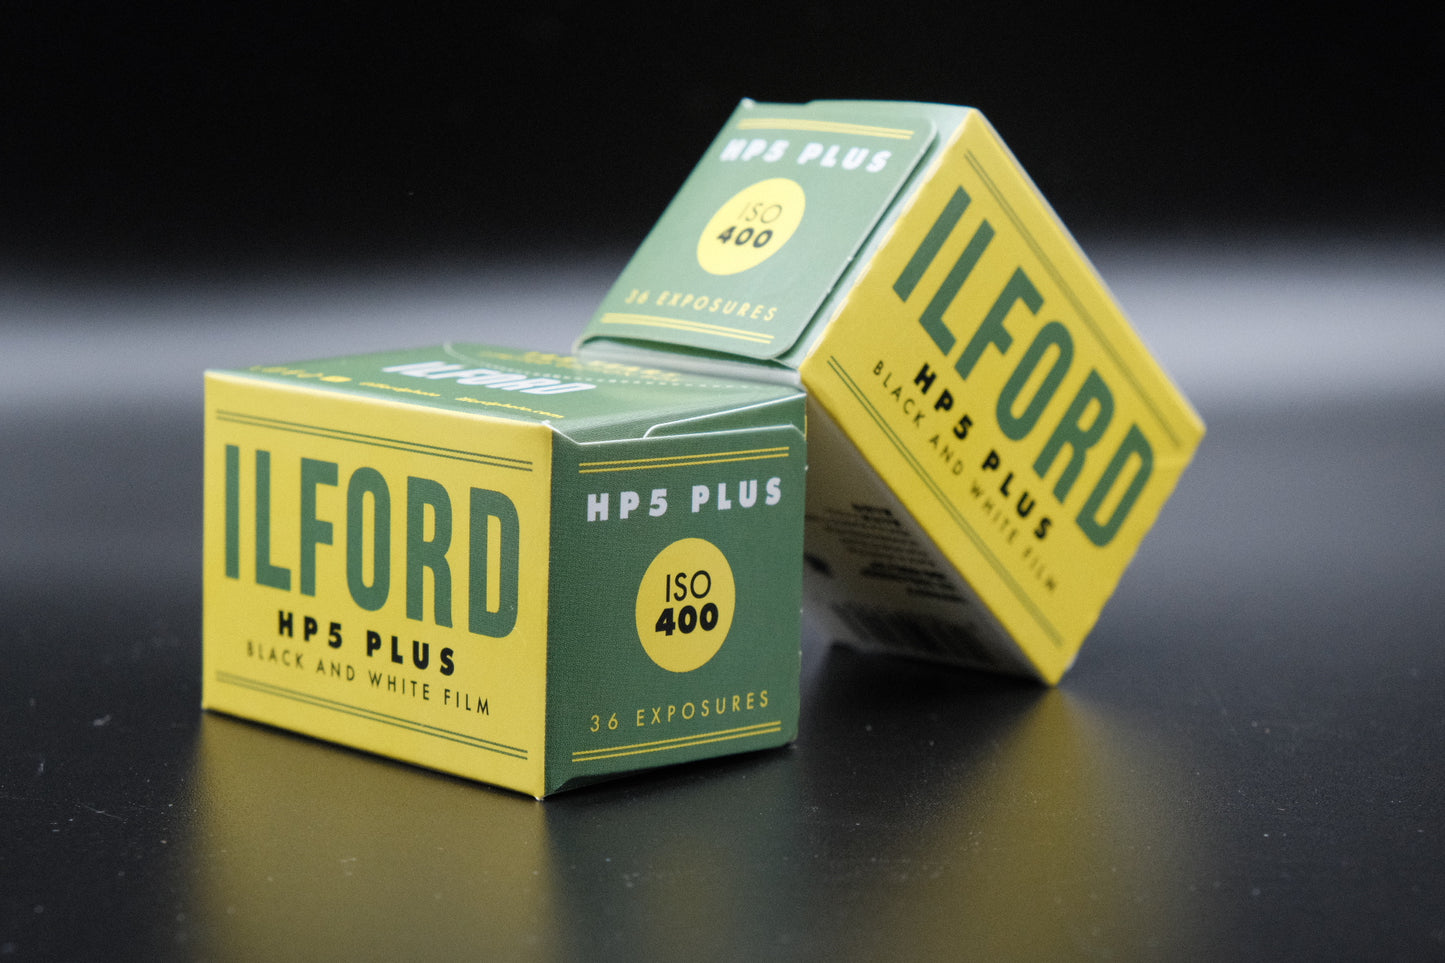 ILFORD
HP5 PLUS
BLACK AND WHITE FILM
ILFORD
HP5 PLUS
ISO
400
36 EXPOSURES
HP5 PLUS
ISO
400
36 EXPOSURES
ILFORD
HP5 PLUS
BLACK AND WHITE FILM